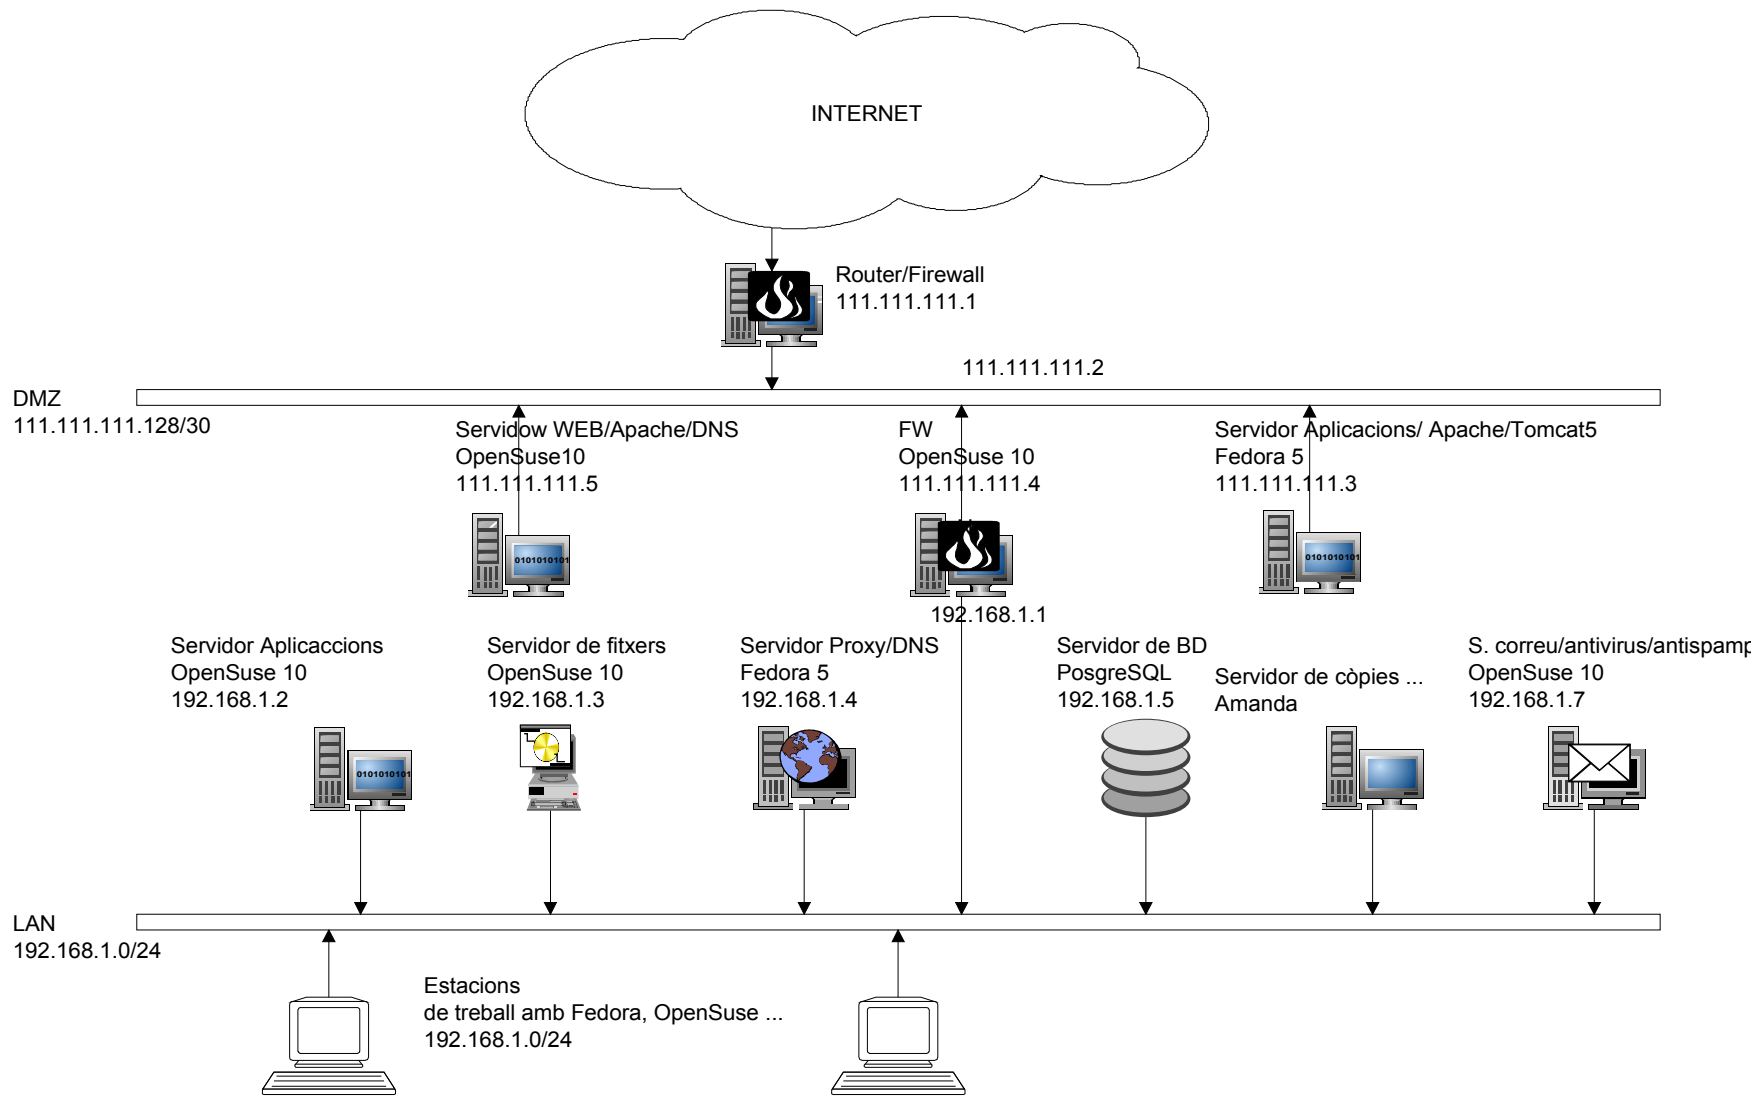 INTERNET
Router/Firewall
111.111.111.1
111.111.111.2
DMZ
111.111.111.128/30
Servidow WEB/Apache/DNS
OpenSuse10
111.111.111.5
FW
OpenSuse 10
111.111.111.4
Servidor Aplicacions/ Apache/Tomcat5
Fedora 5
111.111.111.3
0101010101
0101010101
192.168.1.1
Servidor Aplicaccions
OpenSuse 10
192.168.1.2
Servidor de fitxers
OpenSuse 10
192.168.1.3
Servidor Proxy/DNS
Fedora 5
192.168.1.4
Servidor de BD
PosgreSQL
192.168.1.5
Servidor de còpies ...
Amanda
S. correu/antivirus/antispamp
OpenSuse 10
192.168.1.7
0101010101
LAN
192.168.1.0/24
Estacions
de treball amb Fedora, OpenSuse ...
192.168.1.0/24